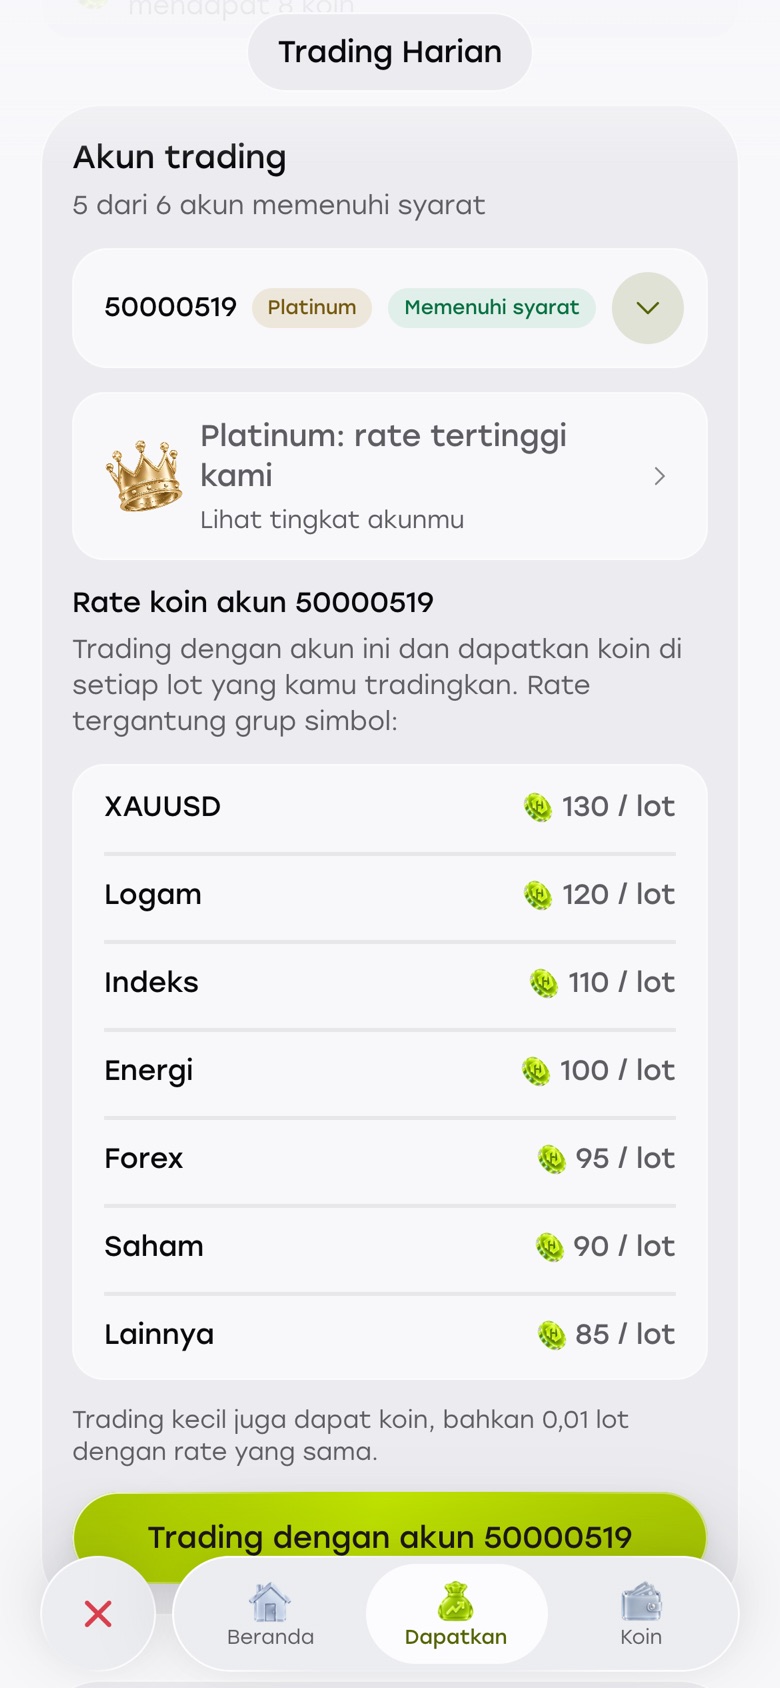 mendapat 8 koin
Trading Harian
Akun trading
5 dari 6 akun memenuhi syarat
50000519 Platinum Memenuhi syarat
Platinum: rate tertinggi
kami
Lihat tingkat akunmu
Rate koin akun 50000519
Trading dengan akun ini dan dapatkan koin di
setiap lot yang kamu tradingkan. Rate
tergantung grup simbol:
XAUUSD 130 / lot
Logam 120 / lot
Indeks 110 / lot
Energi 100 / lot
Forex 95 / lot
Saham 90 / lot
Lainnya 85 / lot
Trading kecil juga dapat koin, bahkan 0,01 lot
dengan rate yang sama.
Trading dengan akun 50000519
Beranda Dapatkan Koin